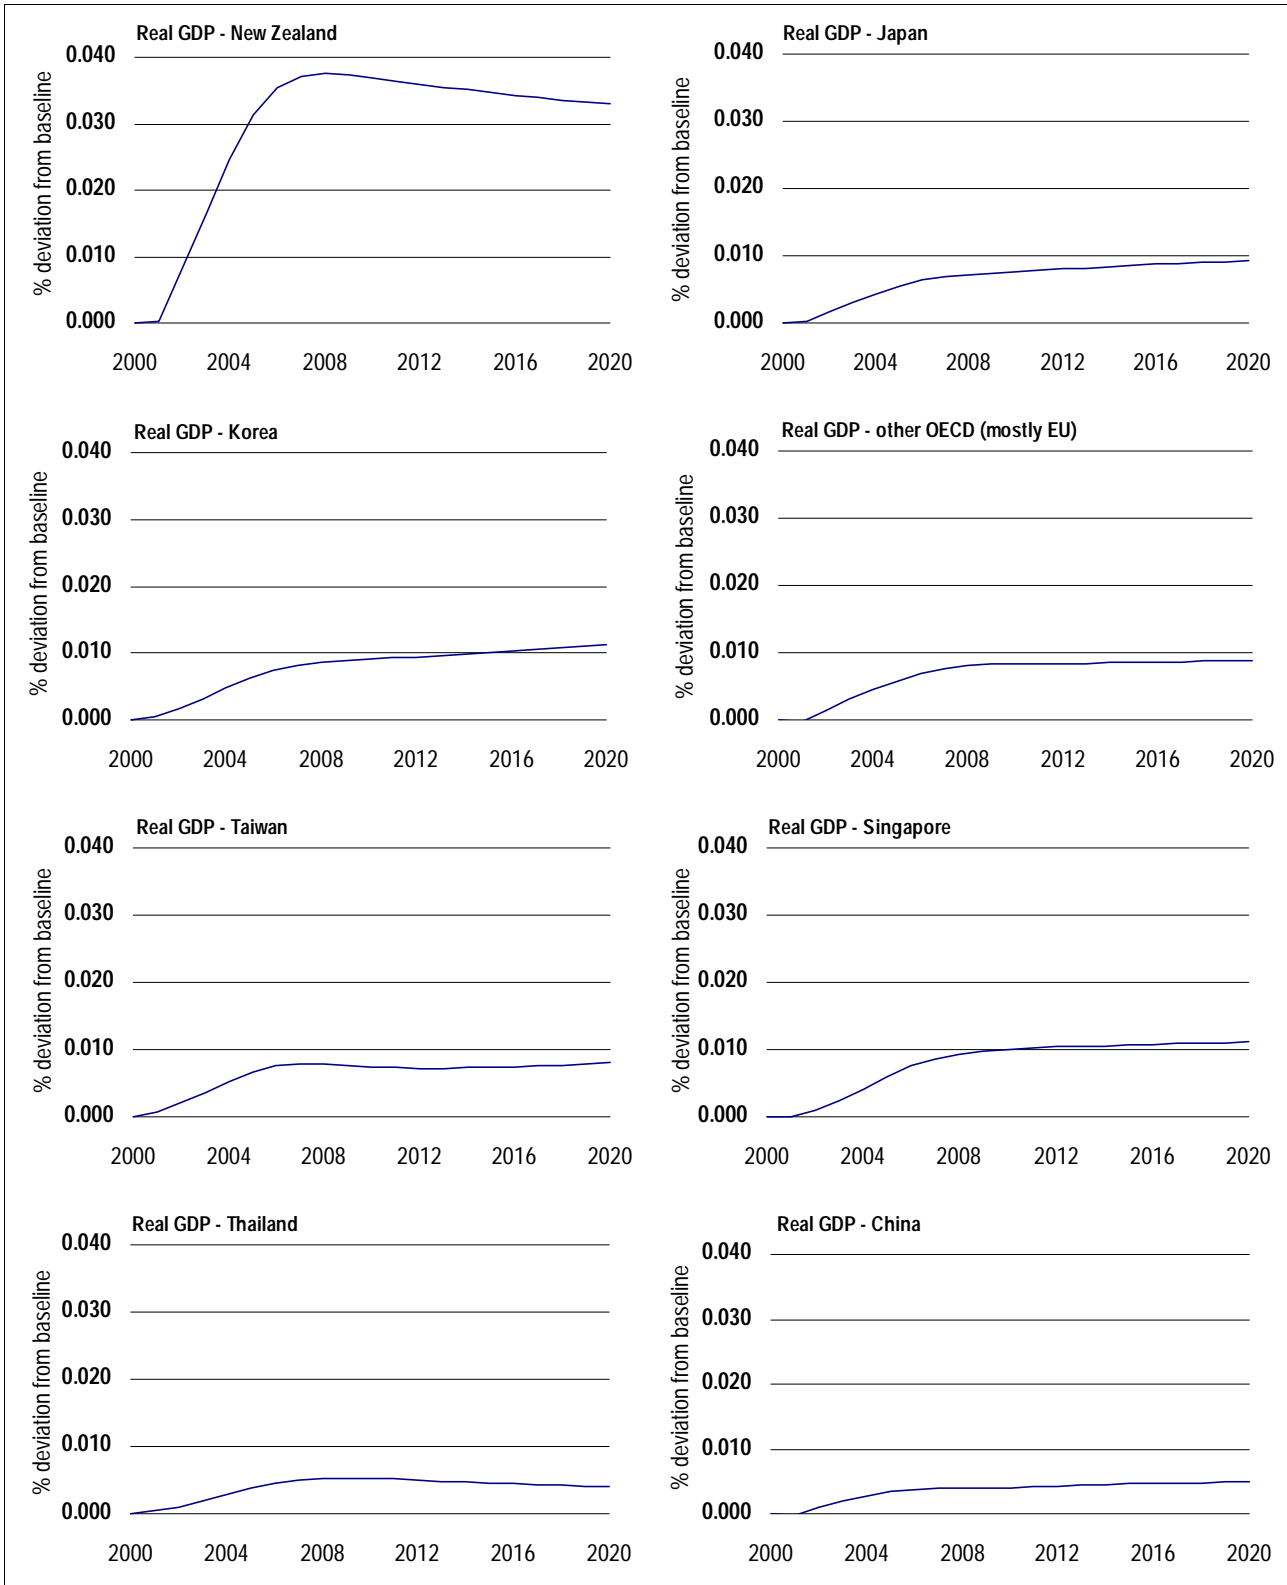 Real GDP - New Zealand
0.040
0.030
0.020
0.010
0.000
% deviation from baseline
2000 2004 2008 2012 2016 2020
Real GDP - Japan
0.040
0.030
0.020
0.010
0.000
% deviation from baseline
2000 2004 2008 2012 2016 2020
Real GDP - Korea
0.040
0.030
0.020
0.010
0.000
% deviation from baseline
2000 2004 2008 2012 2016 2020
Real GDP - other OECD (mostly EU)
0.040
0.030
0.020
0.010
0.000
% deviation from baseline
2000 2004 2008 2012 2016 2020
Real GDP - Taiwan
0.040
0.030
0.020
0.010
0.000
% deviation from baseline
2000 2004 2008 2012 2016 2020
Real GDP - Singapore
0.040
0.030
0.020
0.010
0.000
% deviation from baseline
2000 2004 2008 2012 2016 2020
Real GDP - Thailand
0.040
0.030
0.020
0.010
0.000
% deviation from baseline
2000 2004 2008 2012 2016 2020
Real GDP - China
0.040
0.030
0.020
0.010
0.000
% deviation from baseline
2000 2004 2008 2012 2016 2020